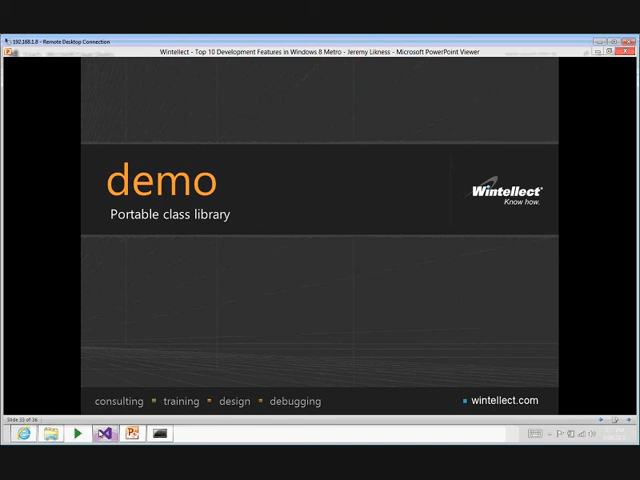 192.168.1.8 - Remote Desktop Connection
Wintellect - Top 10 Development Features in Windows 8 Metro - Jeremy Likness - Microsoft PowerPoint Viewer
demo
Portable class library
Wintellect
Know how.
consulting training design debugging
wintellect.com